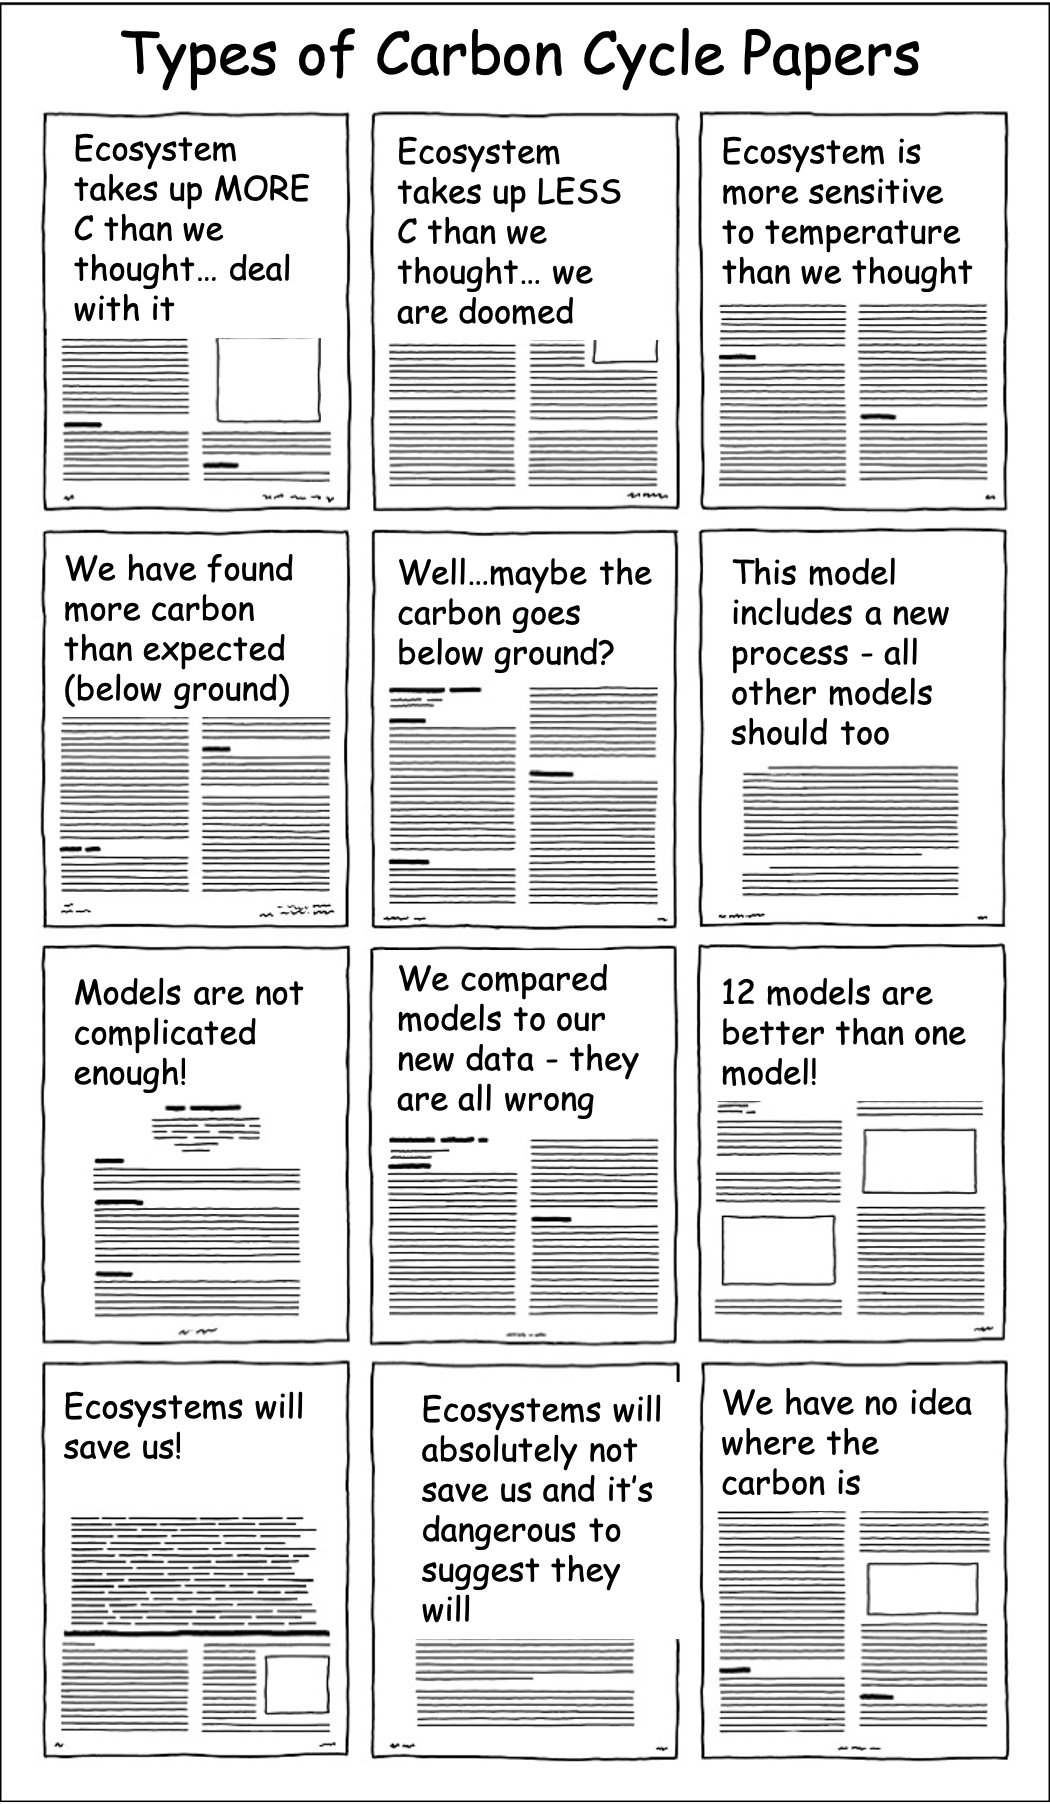 Types of Carbon Cycle Papers
Ecosystem
takes up MORE
C than we
thought... deal
with it
Ecosystem
takes up LESS
C than we
thought... we
are doomed
Ecosystem is
more sensitive
to temperature
than we thought
We have found
more carbon
than expected
(below ground)
Well...maybe the
carbon goes
below ground?
This model
includes a new
process - all
other models
should too
Models are not
complicated
enough!
We compared
models to our
new data - they
are all wrong
12 models are
better than one
model!
Ecosystems will
save us!
Ecosystems will
absolutely not
save us and it's
dangerous to
suggest they
will
We have no idea
where the
carbon is